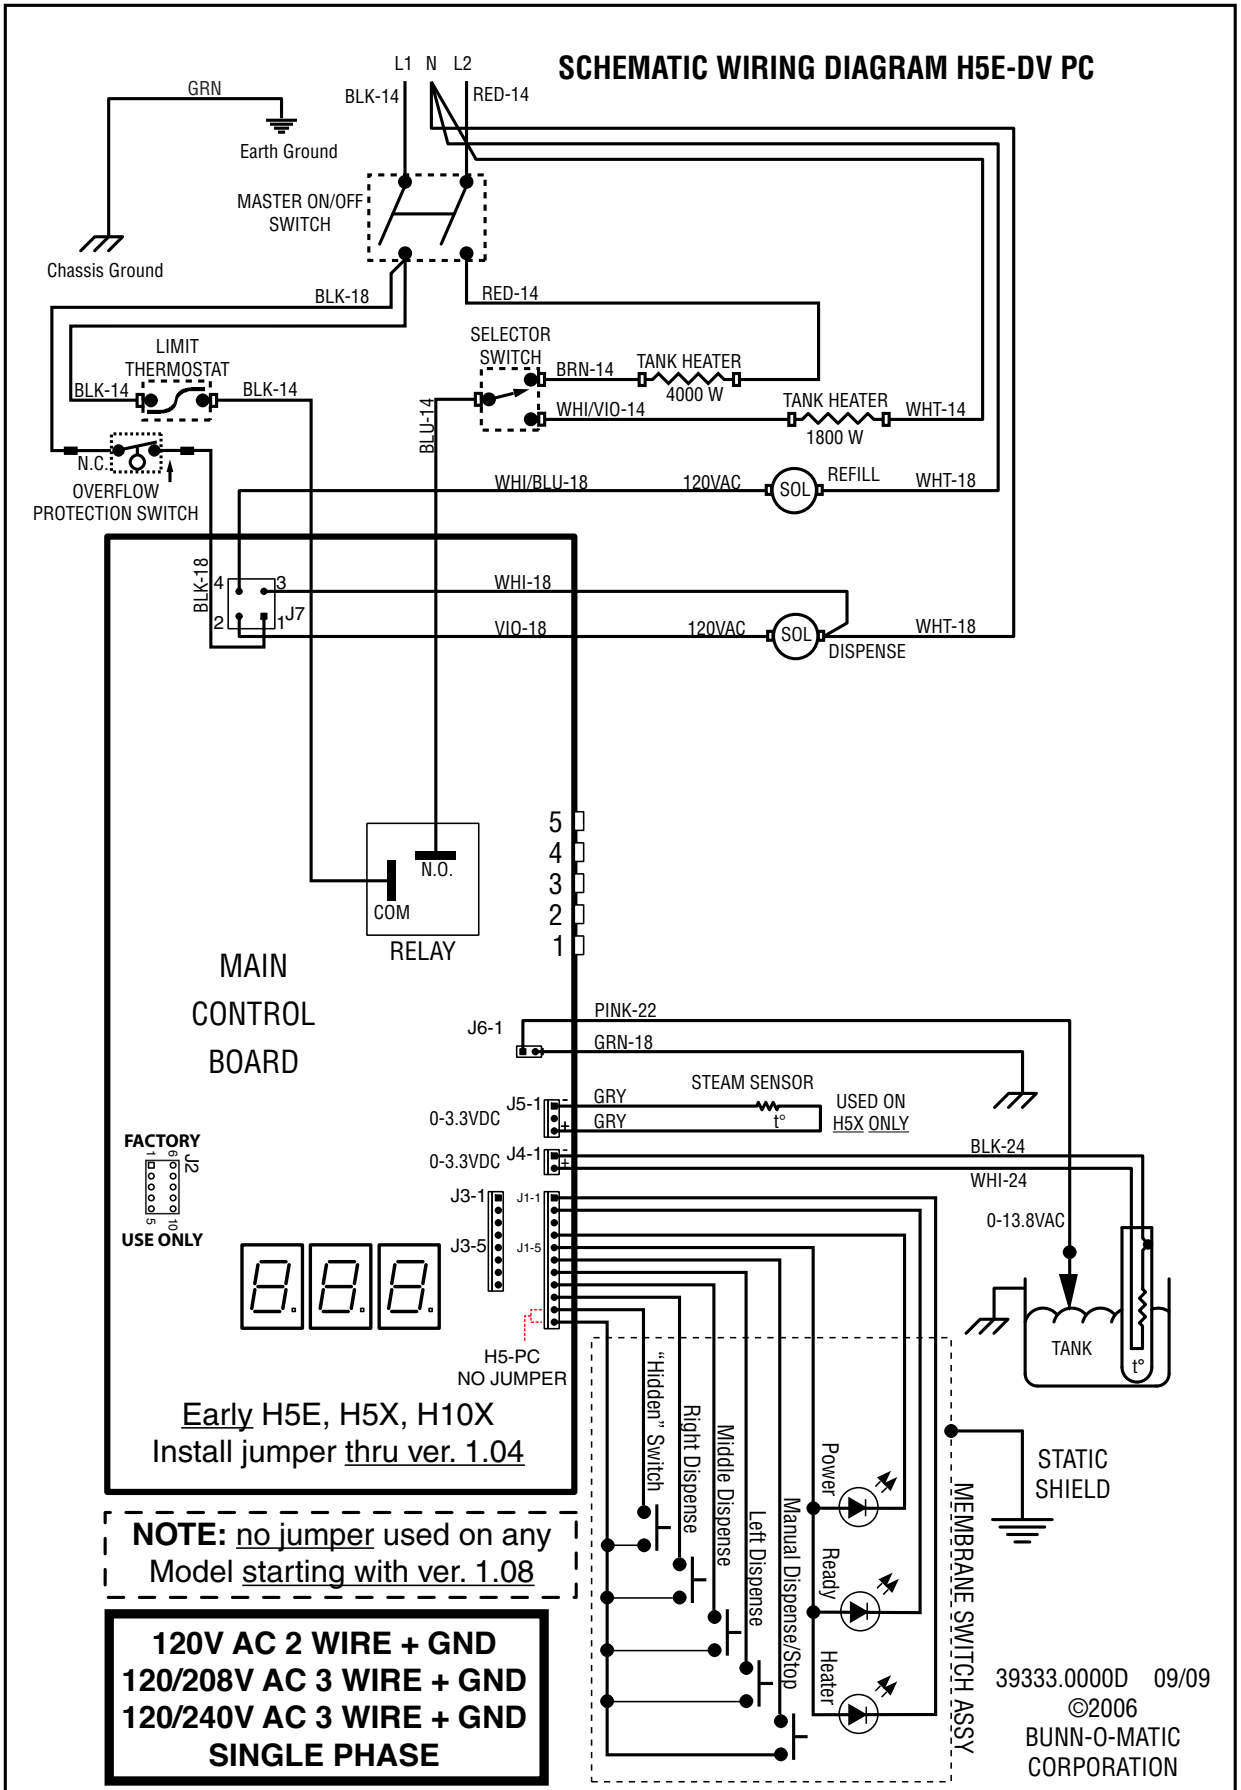 SCHEMATIC WIRING DIAGRAM H5E-DV PC
L1 N L2
GRN
BLK-14
RED-14
Earth Ground
MASTER ON/OFF
SWITCH
Chassis Ground
BLK-18
RED-14
LIMIT
THERMOSTAT
BLK-14
BLK-14
SELECTOR
SWITCH
BRN-14
TANK HEATER
4000 W
WHI/VIO-14
TANK HEATER
1800 W
WHT-14
BLU-14
N.C.
OVERFLOW
PROTECTION SWITCH
WHI/BLU-18
120VAC
SOL
REFILL
WHT-18
BLK-18
4
3
2
1
J7
WHI-18
VIO-18
120VAC
SOL
DISPENSE
WHT-18
5
4
3
2
1
N.O.
COM
RELAY
MAIN
CONTROL
BOARD
J6-1
PINK-22
GRN-18
J5-1
-
+
0-3.3VDC
GRY
GRY
STEAM SENSOR
t°
USED ON
H5X ONLY
J4-1
-
+
0-3.3VDC
BLK-24
WHI-24
0-13.8VAC
TANK
t°
FACTORY
1
6
J2
5
10
USE ONLY
J3-1
J1-1
J3-5
J1-5
8.8.8.
H5-PC
NO JUMPER
Early H5E, H5X, H10X
Install jumper thru ver. 1.04
NOTE: no jumper used on any
Model starting with ver. 1.08
120V AC 2 WIRE + GND
120/208V AC 3 WIRE + GND
120/240V AC 3 WIRE + GND
SINGLE PHASE
"Hidden" Switch
Right Dispense
Middle Dispense
Left Dispense
Manual Dispense/Stop
Power
Ready
Heater
MEMBRANE SWITCH ASSY
STATIC
SHIELD
39333.0000D 09/09
©2006
BUNN-O-MATIC
CORPORATION